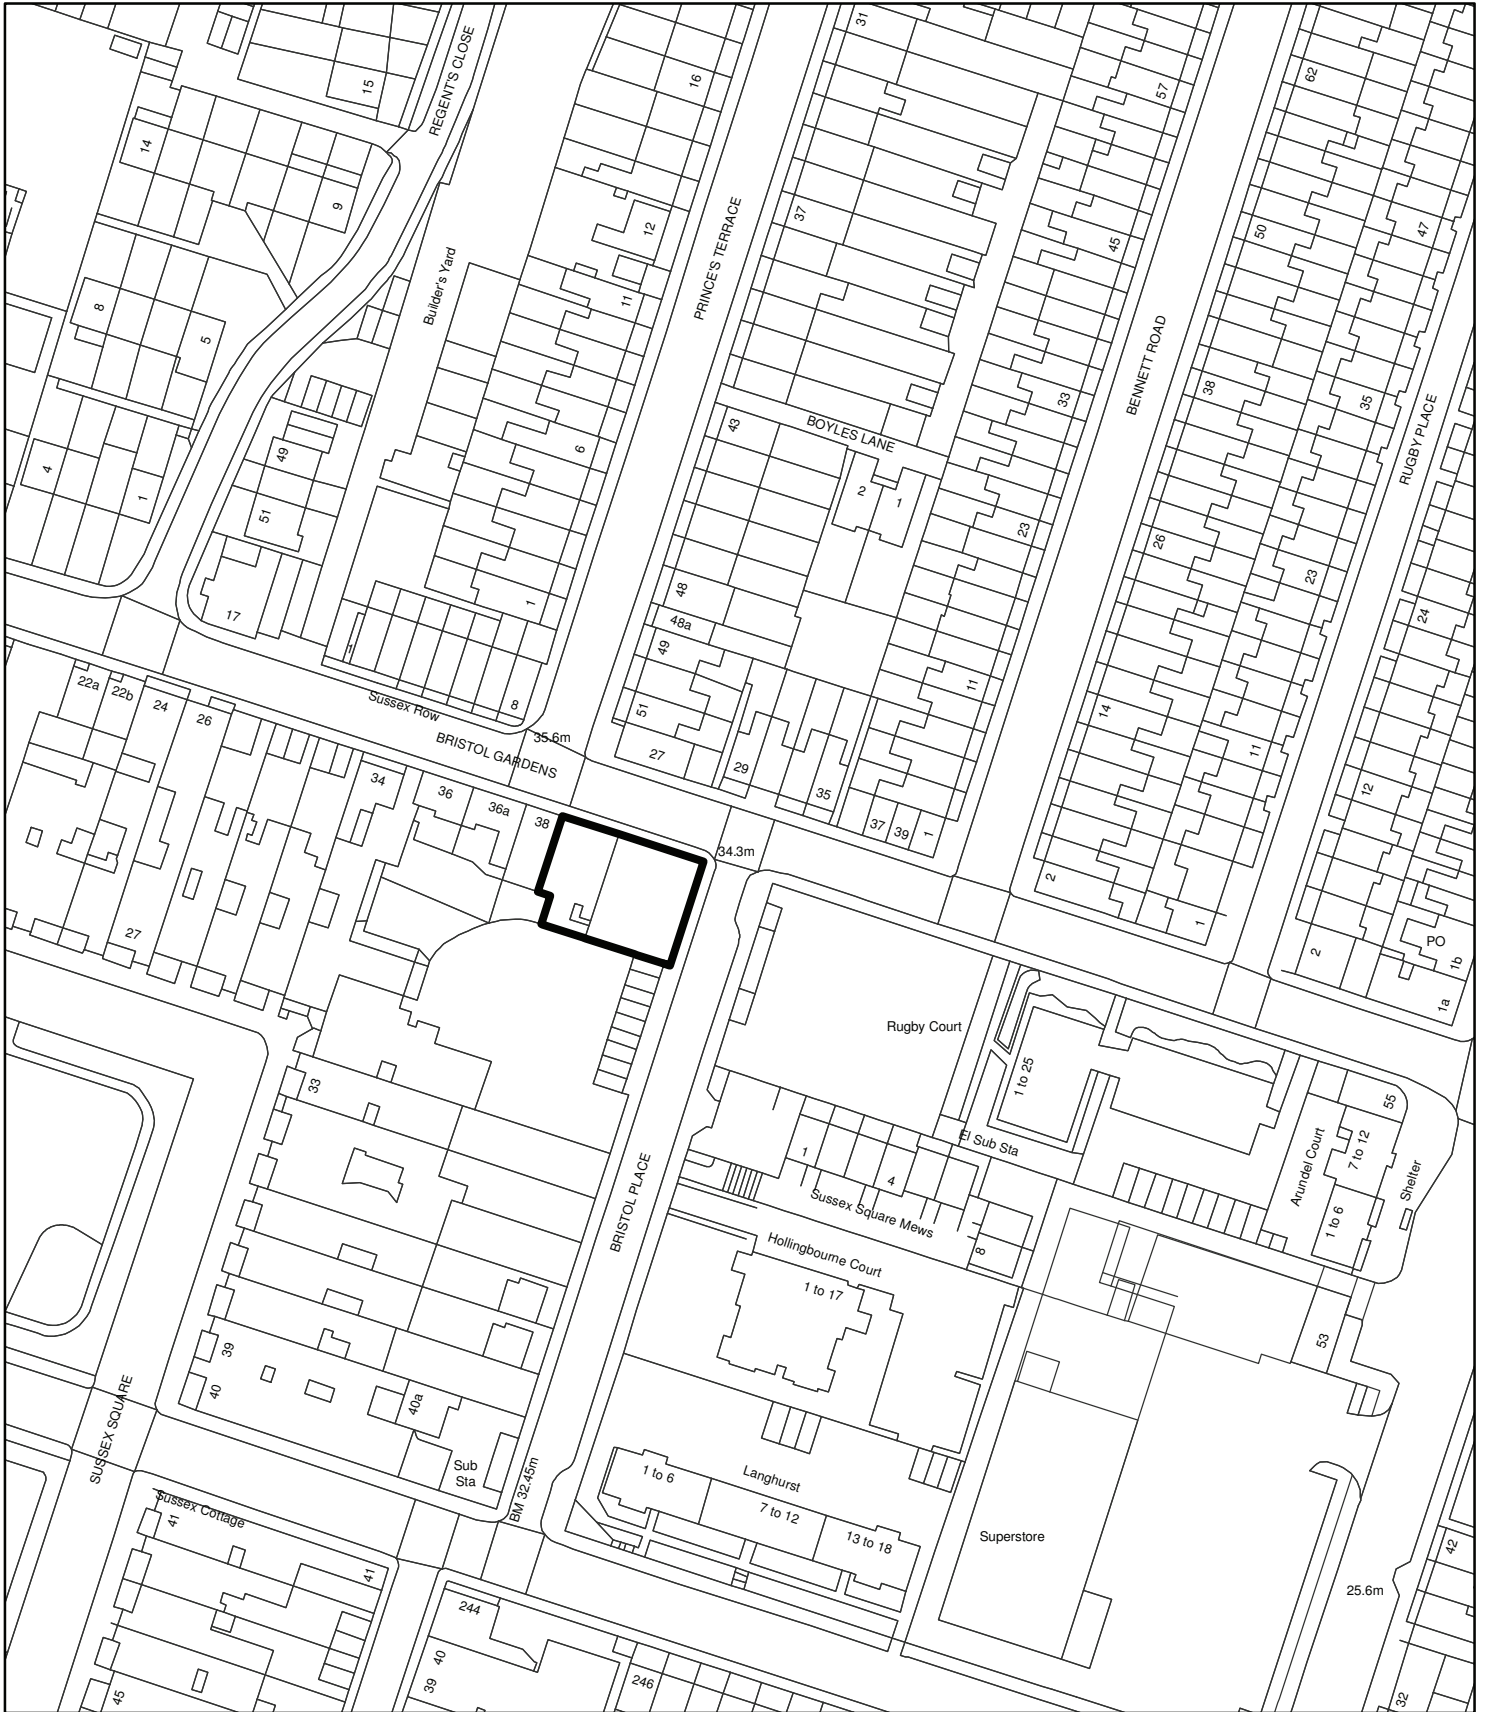 31
62
57
16
15
REGENT'S CLOSE
14
9
12
37
45
50
47
PRINCE'S TERRACE
Builder's Yard
11
8
5
BENNETT ROAD
38
35
33
RUGBY PLACE
BOYLES LANE
43
6
49
4
1
51
2
1
23
26
23
24
17
1
1
48
48a
49
11
22a
22b
24
26
Sussex Row
8
51
14
11
BRISTOL GARDENS
35.6m
27
29
35
12
34
36
36a
38
37
39
1
34.3m
2
1
27
2
PO
1b
1a
Rugby Court
33
1 to 25
55
El Sub Sta
7 to 12
Arundel Court
Shelter
1
4
Sussex Square Mews
BRISTOL PLACE
1 to 6
Hollingbourne Court
8
1 to 17
39
53
40
40a
SUSSEX SQUARE
Sub
Sta
BM 32.45m
1 to 6
Langhurst
7 to 12
13 to 18
Superstore
Sussex Cottage
41
41
42
25.6m
244
40
39
246
45
32